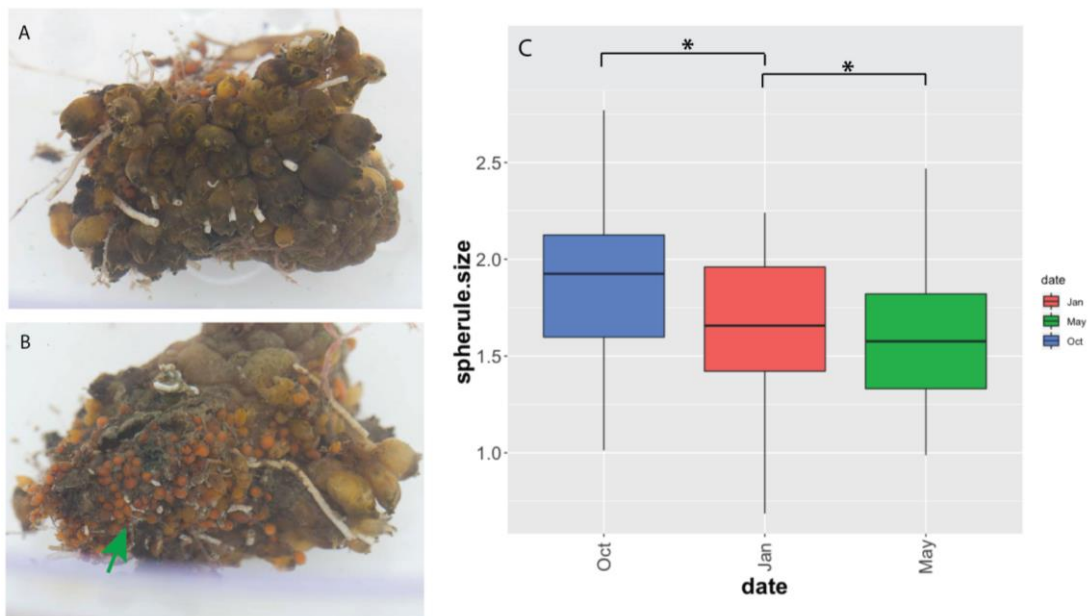 A
B
C
*
*
spherule.size
2.5
2.0
1.5
1.0
Oct
Jan
May
date
date
Jan
May
Oct